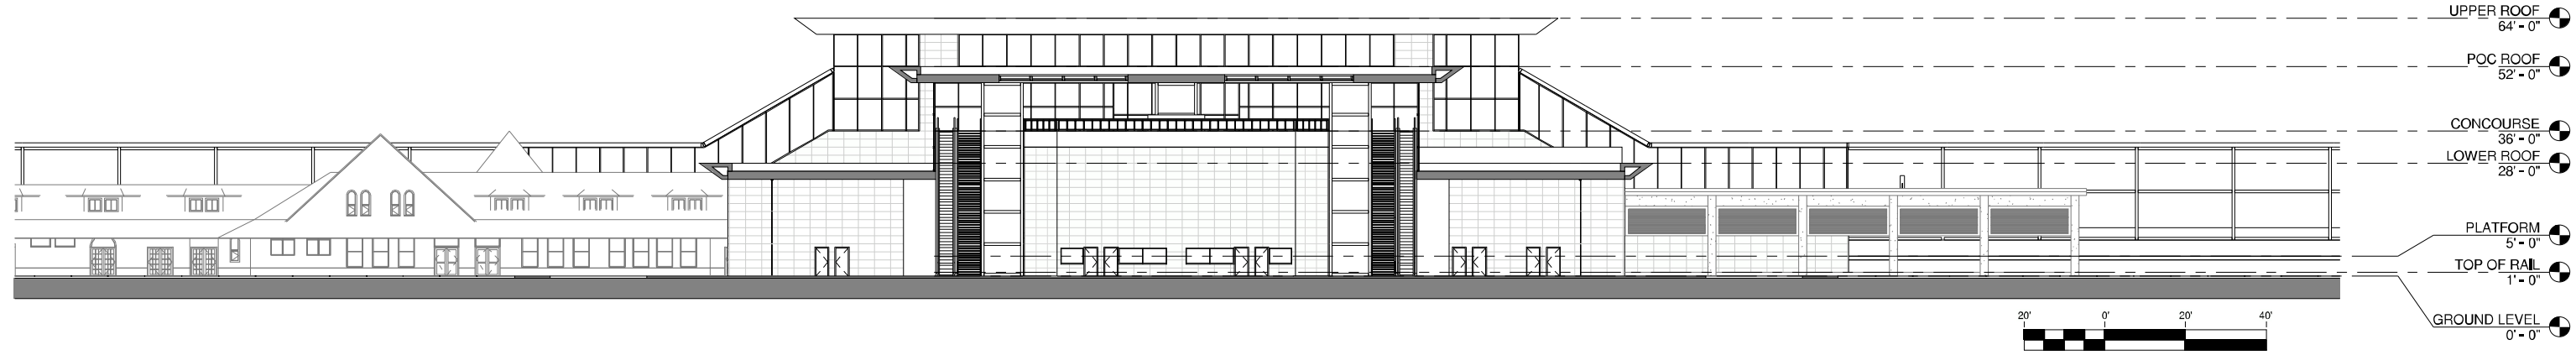 UPPER ROOF
64' - 0"
POC ROOF
52' - 0"
CONCOURSE
36' - 0"
LOWER ROOF
28' - 0"
PLATFORM
5' - 0"
TOP OF RAIL
1' - 0"
GROUND LEVEL
0' - 0"
20' 0' 20' 40'